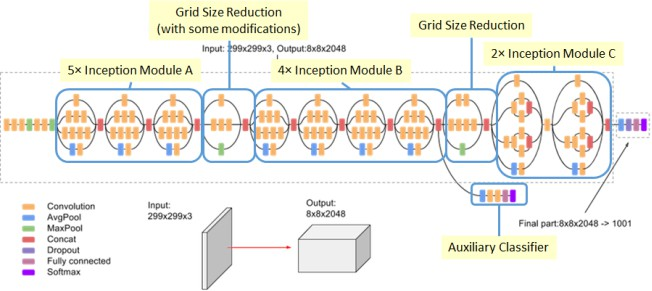 Grid Size Reduction
(with some modifications)
Grid Size Reduction
Input: 299x299x3, Output:8x8x2048
2× Inception Module C
5× Inception Module A
4× Inception Module B
Convolution
AvgPool
MaxPool
Concat
Dropout
Fully connected
Softmax
Input:
299x299x3
Output:
8x8x2048
Final part:8x8x2048 -> 1001
Auxiliary Classifier